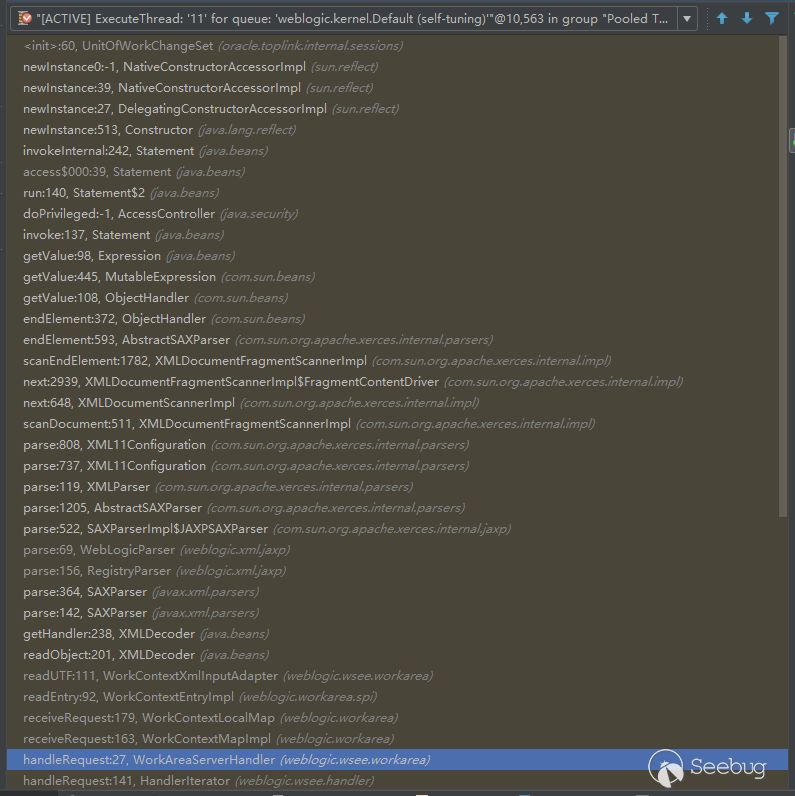 "[ACTIVE] ExecuteThread: '11' for queue: 'weblogic.kernel.Default (self-tuning)'"@10,563 in group "Pooled T...
<init>:60, UnitOfWorkChangeSet (oracle.toplink.internal.sessions)
newInstance0:-1, NativeConstructorAccessorImpl (sun.reflect)
newInstance:39, NativeConstructorAccessorImpl (sun.reflect)
newInstance:27, DelegatingConstructorAccessorImpl (sun.reflect)
newInstance:513, Constructor (java.lang.reflect)
invokeInternal:242, Statement (java.beans)
access$000:39, Statement (java.beans)
run:140, Statement$2 (java.beans)
doPrivileged:-1, AccessController (java.security)
invoke:137, Statement (java.beans)
getValue:98, Expression (java.beans)
getValue:445, MutableExpression (com.sun.beans)
getValue:108, ObjectHandler (com.sun.beans)
endElement:372, ObjectHandler (com.sun.beans)
endElement:593, AbstractSAXParser (com.sun.org.apache.xerces.internal.parsers)
scanEndElement:1782, XMLDocumentFragmentScannerImpl (com.sun.org.apache.xerces.internal.impl)
next:2939, XMLDocumentFragmentScannerImpl$FragmentContentDriver (com.sun.org.apache.xerces.internal.impl)
next:648, XMLDocumentScannerImpl (com.sun.org.apache.xerces.internal.impl)
scanDocument:511, XMLDocumentFragmentScannerImpl (com.sun.org.apache.xerces.internal.impl)
parse:808, XML11Configuration (com.sun.org.apache.xerces.internal.parsers)
parse:737, XML11Configuration (com.sun.org.apache.xerces.internal.parsers)
parse:119, XMLParser (com.sun.org.apache.xerces.internal.parsers)
parse:1205, AbstractSAXParser (com.sun.org.apache.xerces.internal.parsers)
parse:522, SAXParserImpl$JAXPSAXParser (com.sun.org.apache.xerces.internal.jaxp)
parse:69, WebLogicParser (weblogic.xml.jaxp)
parse:156, RegistryParser (weblogic.xml.jaxp)
parse:364, SAXParser (javax.xml.parsers)
parse:142, SAXParser (javax.xml.parsers)
getHandler:238, XMLDecoder (java.beans)
readObject:201, XMLDecoder (java.beans)
readUTF:111, WorkContextXmlInputAdapter (weblogic.wsee.workarea)
readEntry:92, WorkContextEntryImpl (weblogic.workarea.spi)
receiveRequest:179, WorkContextLocalMap (weblogic.workarea)
receiveRequest:163, WorkContextMapImpl (weblogic.workarea)
handleRequest:27, WorkAreaServerHandler (weblogic.wsee.workarea)
handleRequest:141, HandlerIterator (weblogic.wsee.handler)
Seebug